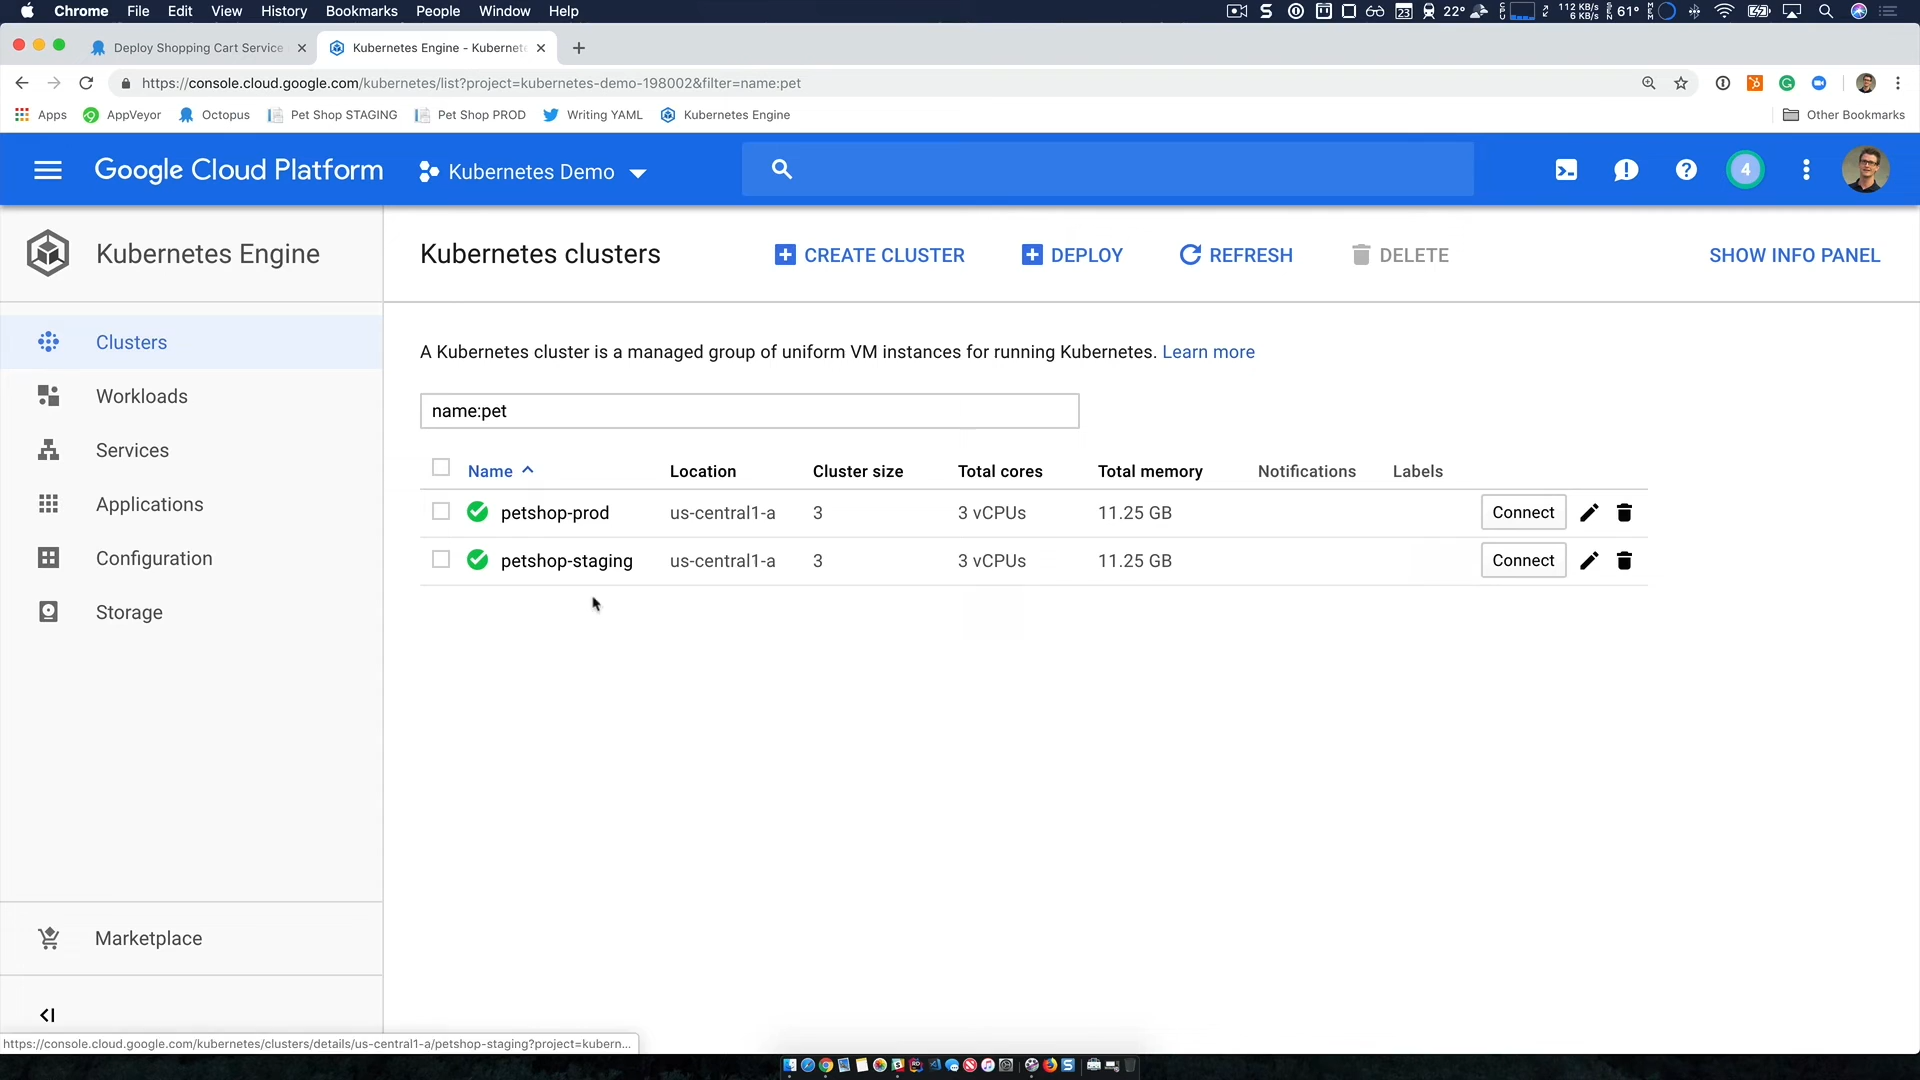 Chrome File Edit View History Bookmarks People Window Help
23 22° 112 KB/s 6 KB/s 61°
Deploy Shopping Cart Service
Kubernetes Engine - Kubernete
https://console.cloud.google.com/kubernetes/list?project=kubernetes-demo-198002&filter=name:pet
Apps AppVeyor Octopus Pet Shop STAGING Pet Shop PROD Writing YAML Kubernetes Engine Other Bookmarks
Google Cloud Platform Kubernetes Demo 4
Kubernetes Engine
Kubernetes clusters CREATE CLUSTER DEPLOY REFRESH DELETE SHOW INFO PANEL
Clusters
Workloads
Services
Applications
Configuration
Storage
Marketplace
A Kubernetes cluster is a managed group of uniform VM instances for running Kubernetes. Learn more
name:pet
Name Location Cluster size Total cores Total memory Notifications Labels
petshop-prod us-central1-a 3 3 vCPUs 11.25 GB Connect
petshop-staging us-central1-a 3 3 vCPUs 11.25 GB Connect
https://console.cloud.google.com/kubernetes/clusters/details/us-central1-a/petshop-staging?project=kubern...